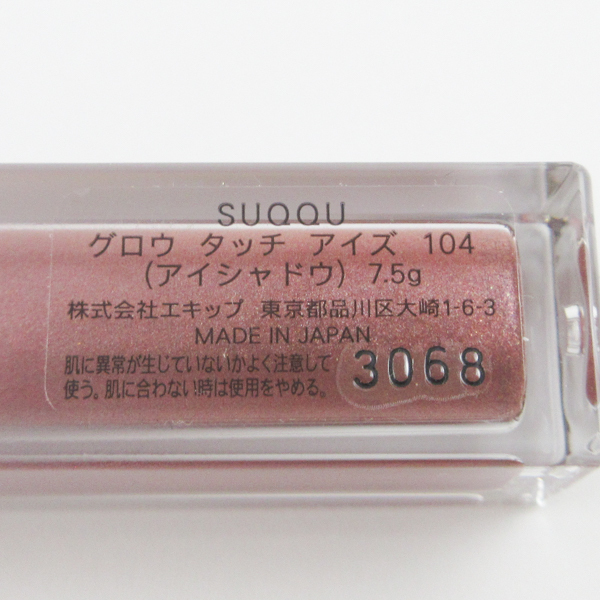 SUQQU
グロウ タッチ アイズ 104
(アイシャドウ) 7.5g
株式会社エキップ 東京都品川区大崎1-6-3
MADE IN JAPAN
肌に異常が生じていないかよく注意して
使う。肌に合わない時は使用をやめる。
3068